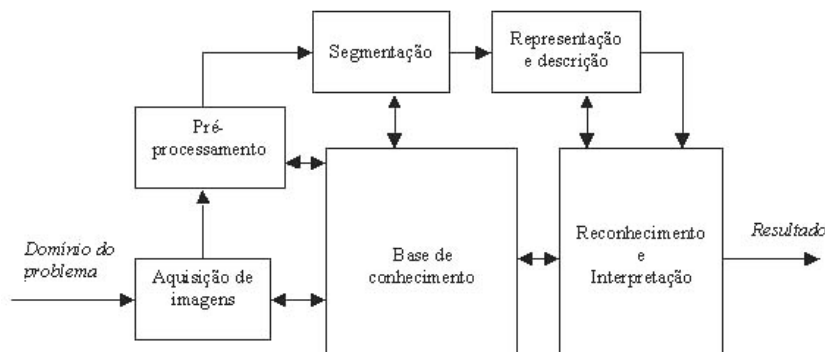 Segmentação
Representação
e descrição
Pré-
processamento
Domínio do
problema
Aquisição de
imagens
Base de
conhecimento
Reconhecimento
e
Interpretação
Resultado